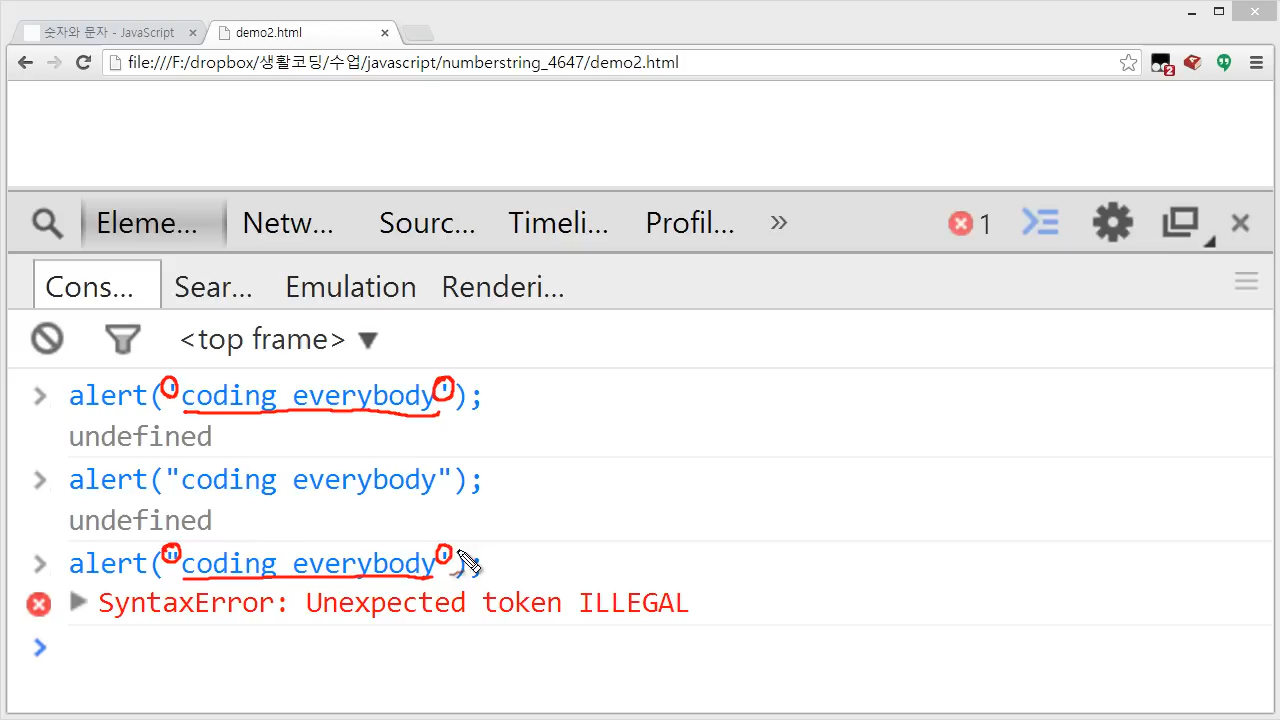 숫자와 문자 - JavaScript
demo2.html
file:///F:/dropbox/생활코딩/수업/javascript/numberstring_4647/demo2.html
2
Eleme... Netw... Sourc... Timeli... Profil... » 1
Cons... Sear... Emulation Renderi...
<top frame>
> alert('coding everybody');
undefined
> alert("coding everybody");
undefined
> alert("coding everybody');
SyntaxError: Unexpected token ILLEGAL
>